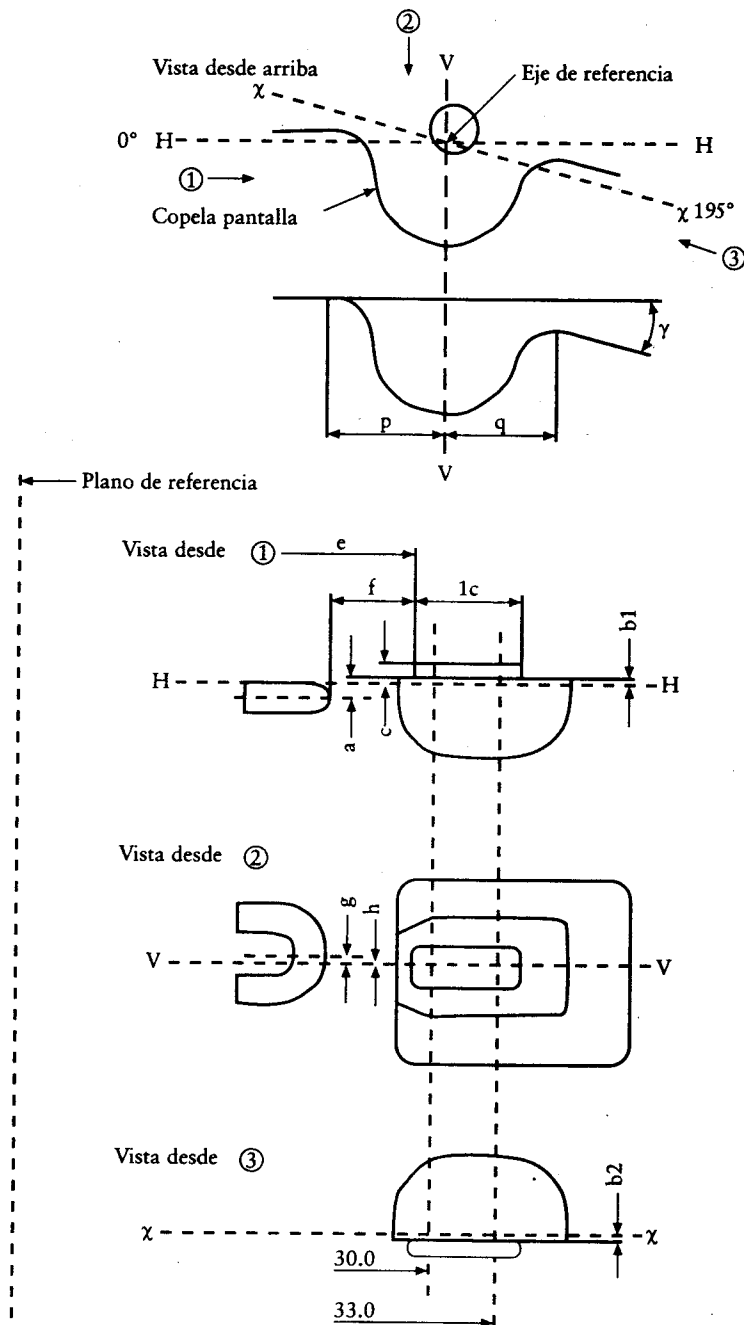 ②
V
Vista desde arriba
Eje de referencia
χ
0° H
H
①
Copela pantalla
χ 195°
③
γ
p
q
V
Plano de referencia
Vista desde ①
e
f
1c
b1
H
H
a
c
Vista desde ②
g
h
V
V
Vista desde ③
b2
χ
χ
30.0
33.0